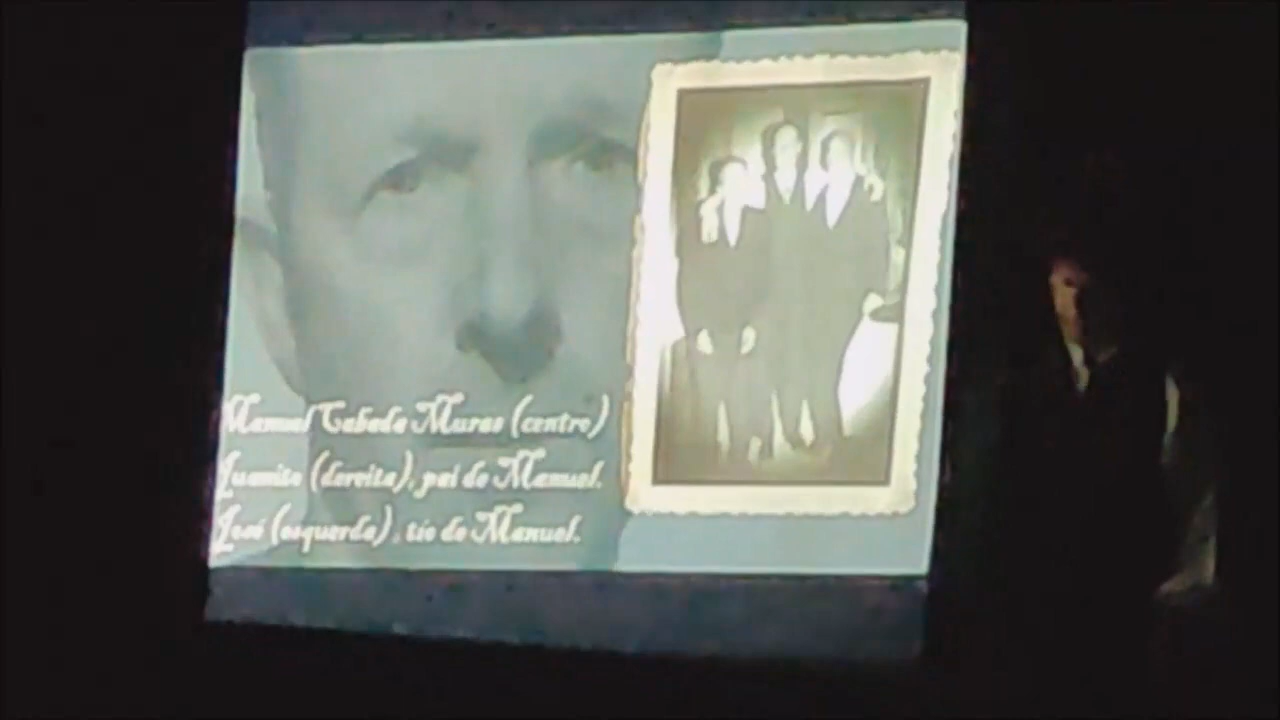 Manuel Cabada Muras (centro)
Juanito (dereita), pai de Manuel.
José (esquerda), tío de Manuel.